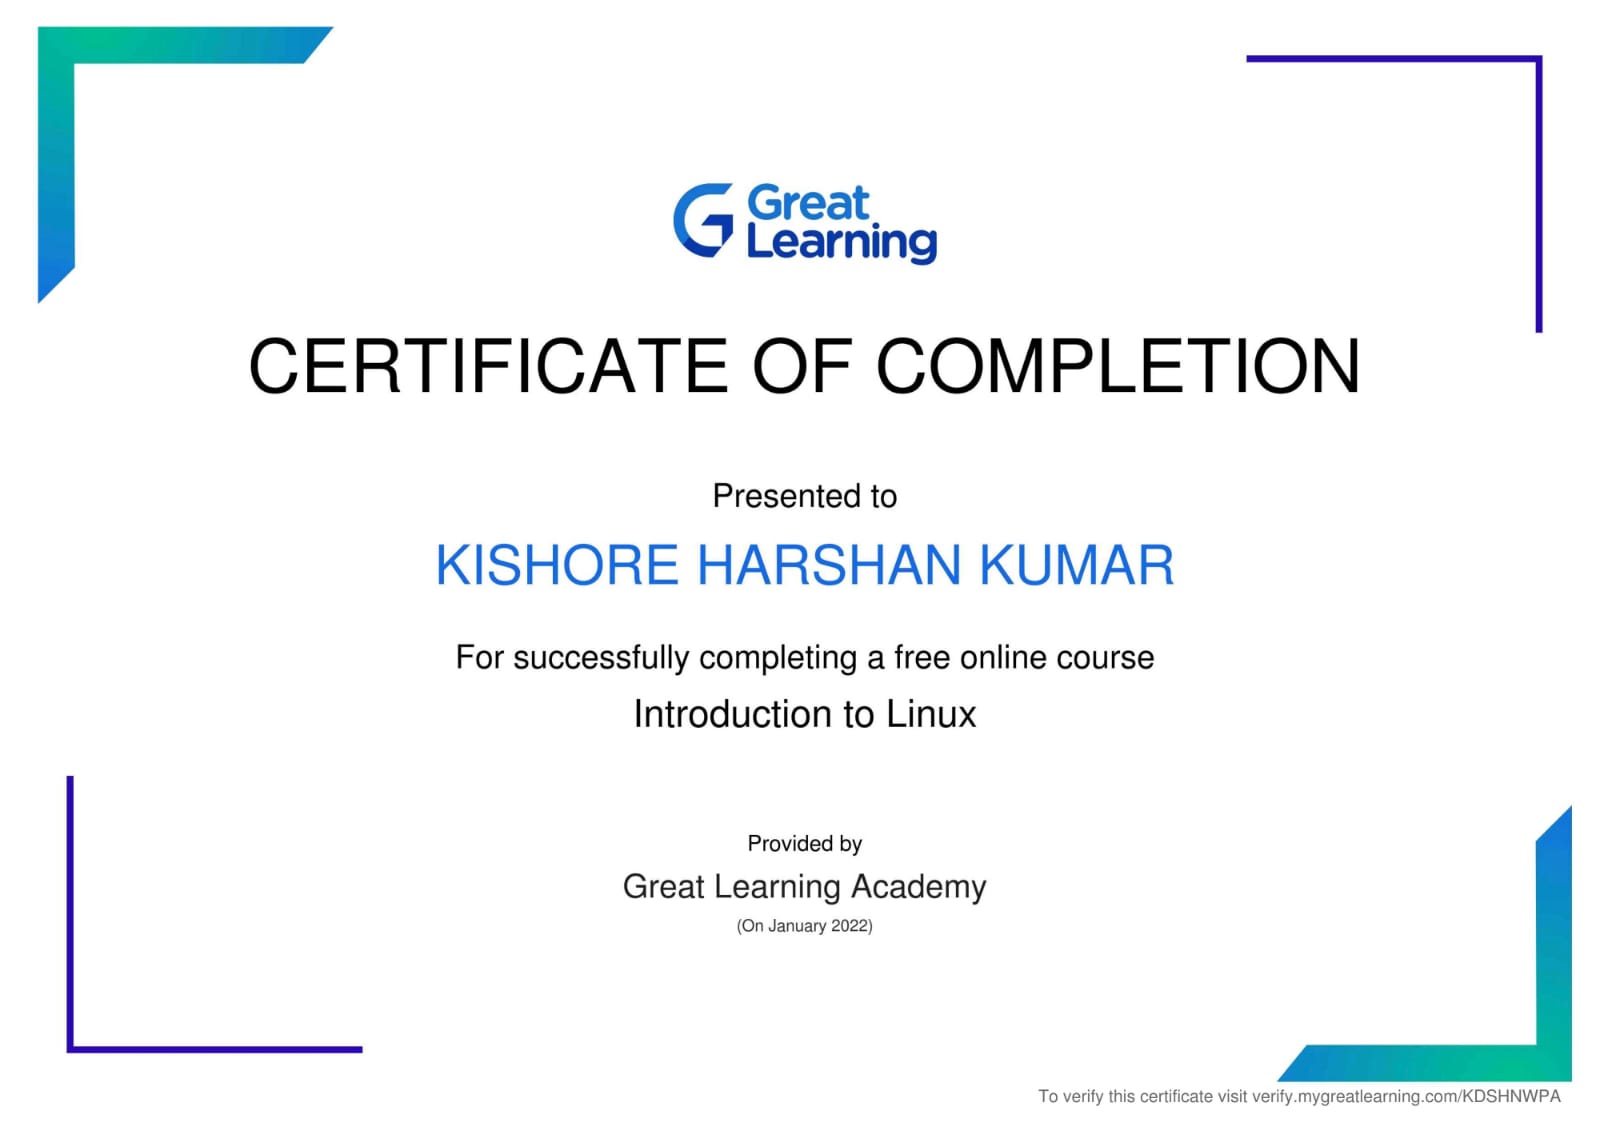 Great
Learning
CERTIFICATE OF COMPLETION
Presented to
KISHORE HARSHAN KUMAR
For successfully completing a free online course
Introduction to Linux
Provided by
Great Learning Academy
(On January 2022)
To verify this certificate visit verify.mygreatlearning.com/KDSHNWPA